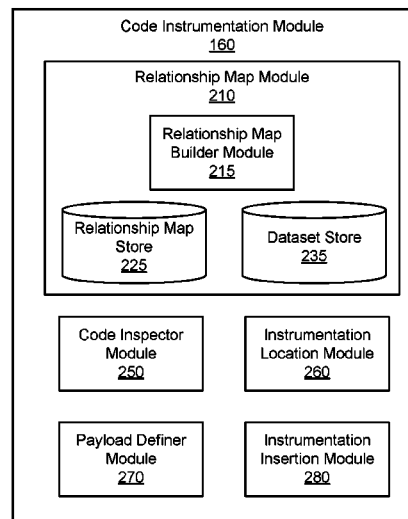 Code Instrumentation Module
160
Relationship Map Module
210
Relationship Map
Builder Module
215
Relationship Map
Store
225
Dataset Store
235
Code Inspector
Module
250
Instrumentation
Location Module
260
Payload Definer
Module
270
Instrumentation
Insertion Module
280